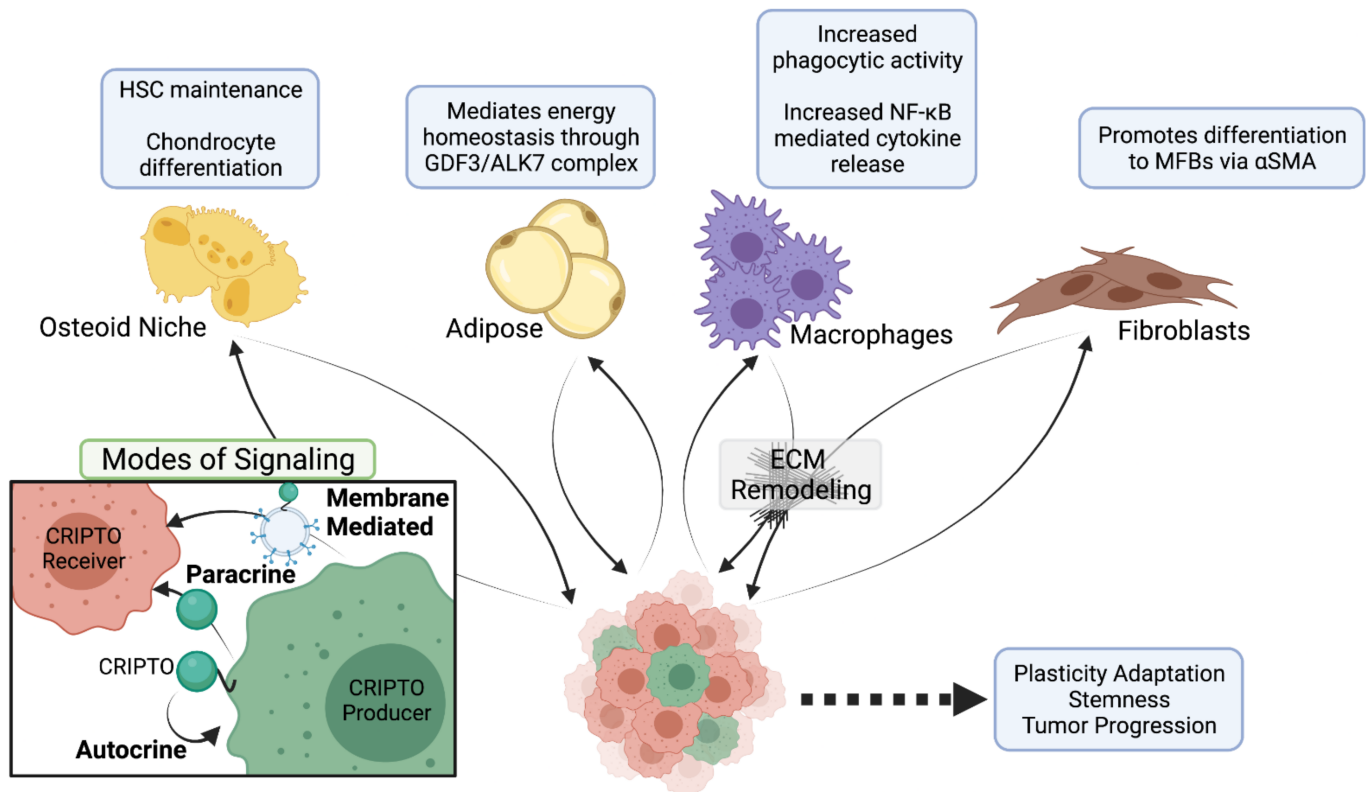 HSC maintenance
Chondrocyte
differentiation
Mediates energy
homeostasis through
GDF3/ALK7 complex
Increased
phagocytic activity
Increased NF-κB
mediated cytokine
release
Promotes differentiation
to MFBs via αSMA
Osteoid Niche
Adipose
Macrophages
Fibroblasts
ECM
Remodeling
Modes of Signaling
Membrane
Mediated
CRIPTO
Receiver
Paracrine
CRIPTO
CRIPTO
Producer
Autocrine
Plasticity Adaptation
Stemness
Tumor Progression